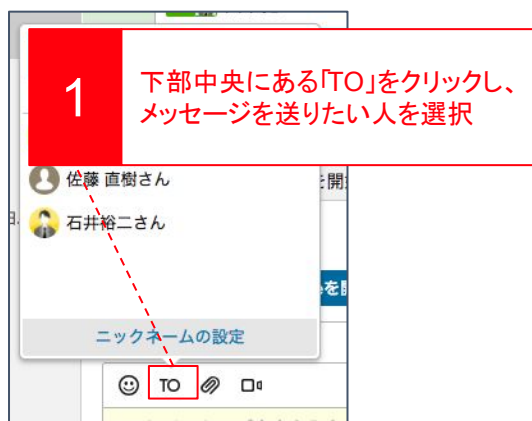 1
下部中央にある「TO」をクリックし、
メッセージを送りたい人を選択
佐藤 直樹さん
を開
石井裕二さん
ニックネームの設定
TO